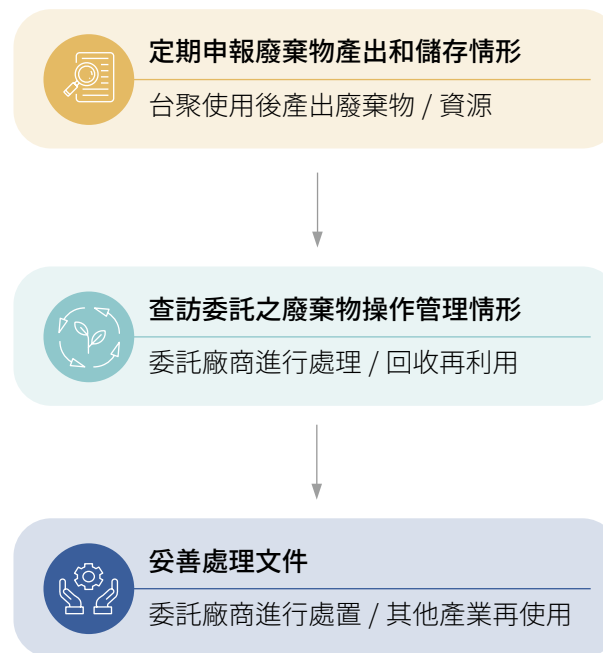 定期申報廢棄物產出和儲存情形
台聚使用後產出廢棄物 / 資源
查訪委託之廢棄物操作管理情形
委託廠商進行處理 / 回收再利用
妥善處理文件
委託廠商進行處置 / 其他產業再使用